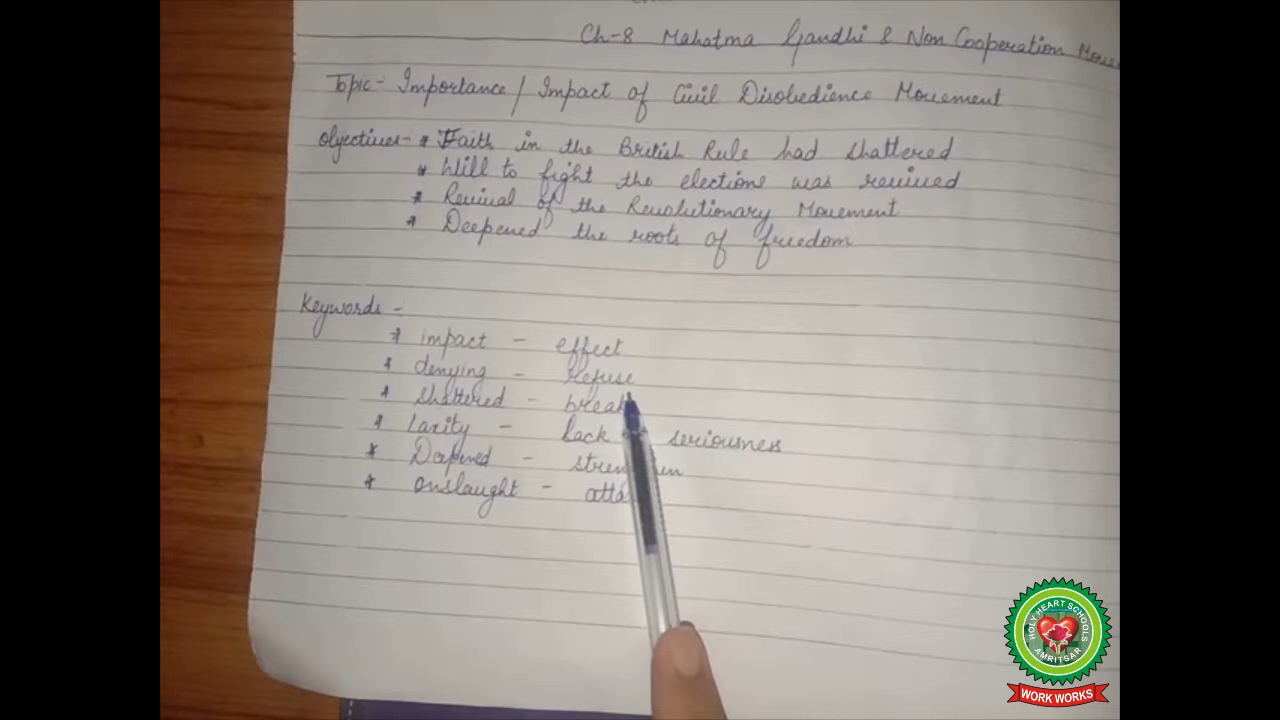 Ch-8 Mahatma Gandhi & Non Cooperation
Topic- Importance / Impact of Civil Disobedience Movement
Objectives- * Faith in the British Rule had shattered
* Will to fight the elections was revived
* Revival of the Revolutionary Movement
* Deepened the roots of freedom
Keywords -
* impact - effect
* denying - refuse
* shattered - break
* Laxity - Lack seriousness
* Deepened -
* onslaught -
HOLY HEART SCHOOLS
AMRITSAR
WORK WORKS